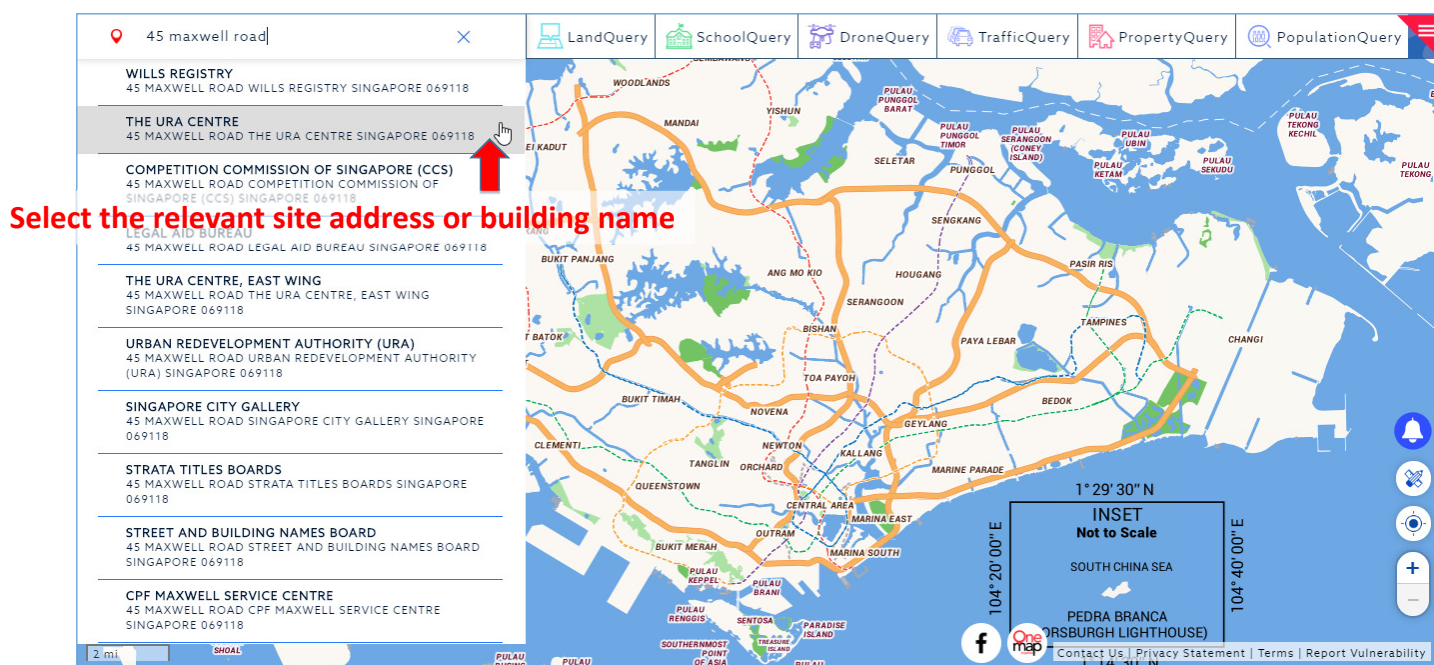 45 maxwell road
LandQuery
SchoolQuery
DroneQuery
TrafficQuery
PropertyQuery
PopulationQuery
WILLS REGISTRY
45 MAXWELL ROAD WILLS REGISTRY SINGAPORE 069118
THE URA CENTRE
45 MAXWELL ROAD THE URA CENTRE SINGAPORE 069118
COMPETITION COMMISSION OF SINGAPORE (CCS)
45 MAXWELL ROAD COMPETITION COMMISSION OF
SINGAPORE (CCS) SINGAPORE 069118
Select the relevant site address or building name
LEGAL AID BUREAU
45 MAXWELL ROAD LEGAL AID BUREAU SINGAPORE 069118
THE URA CENTRE, EAST WING
45 MAXWELL ROAD THE URA CENTRE, EAST WING
SINGAPORE 069118
URBAN REDEVELOPMENT AUTHORITY (URA)
45 MAXWELL ROAD URBAN REDEVELOPMENT AUTHORITY
(URA) SINGAPORE 069118
SINGAPORE CITY GALLERY
45 MAXWELL ROAD SINGAPORE CITY GALLERY SINGAPORE
069118
STRATA TITLES BOARDS
45 MAXWELL ROAD STRATA TITLES BOARDS SINGAPORE
069118
STREET AND BUILDING NAMES BOARD
45 MAXWELL ROAD STREET AND BUILDING NAMES BOARD
SINGAPORE 069118
CPF MAXWELL SERVICE CENTRE
45 MAXWELL ROAD CPF MAXWELL SERVICE CENTRE
SINGAPORE 069118
2 mi
SHOAL
WOODLANDS
YISHUN
MANDAI
EI KADUT
SELETAR
PULAU
PUNGGOL
BARAT
PULAU
PUNGGOL
TIMOR
PULAU
SERANGOON
(CONEY
ISLAND)
PULAU
UBIN
PULAU
KETAM
PULAU
SEKUDU
PULAU
TEKONG
KECHIL
PULAU
TEKONG
PUNGGOL
SENGKANG
BUKIT PANJANG
ANG MO KIO
HOUGANG
PASIR RIS
SERANGOON
BISHAN
TAMPINES
T BATOK
PAYA LEBAR
CHANGI
TOA PAYOH
BUKIT TIMAH
NOVENA
BEDOK
GEYLANG
CLEMENTI
NEWTON
KALLANG
TANGLIN
ORCHARD
MARINE PARADE
QUEENSTOWN
CENTRAL AREA
MARINA EAST
OUTRAM
BUKIT MERAH
MARINA SOUTH
PULAU
KEPPEL
PULAU
BRANI
PULAU
RENGGIS
SENTOSA
PARADISE
ISLAND
TREASURE
ISLAND
SOUTHERNMOST
POINT
OF ASIA
PULAU
PULAU
PULAU
1° 29' 30" N
104° 20' 00" E
INSET
Not to Scale
SOUTH CHINA SEA
PEDRA BRANCA
ORSBURGH LIGHTHOUSE)
104° 40' 00" E
f
One
map
Contact Us | Privacy Statement | Terms | Report Vulnerability